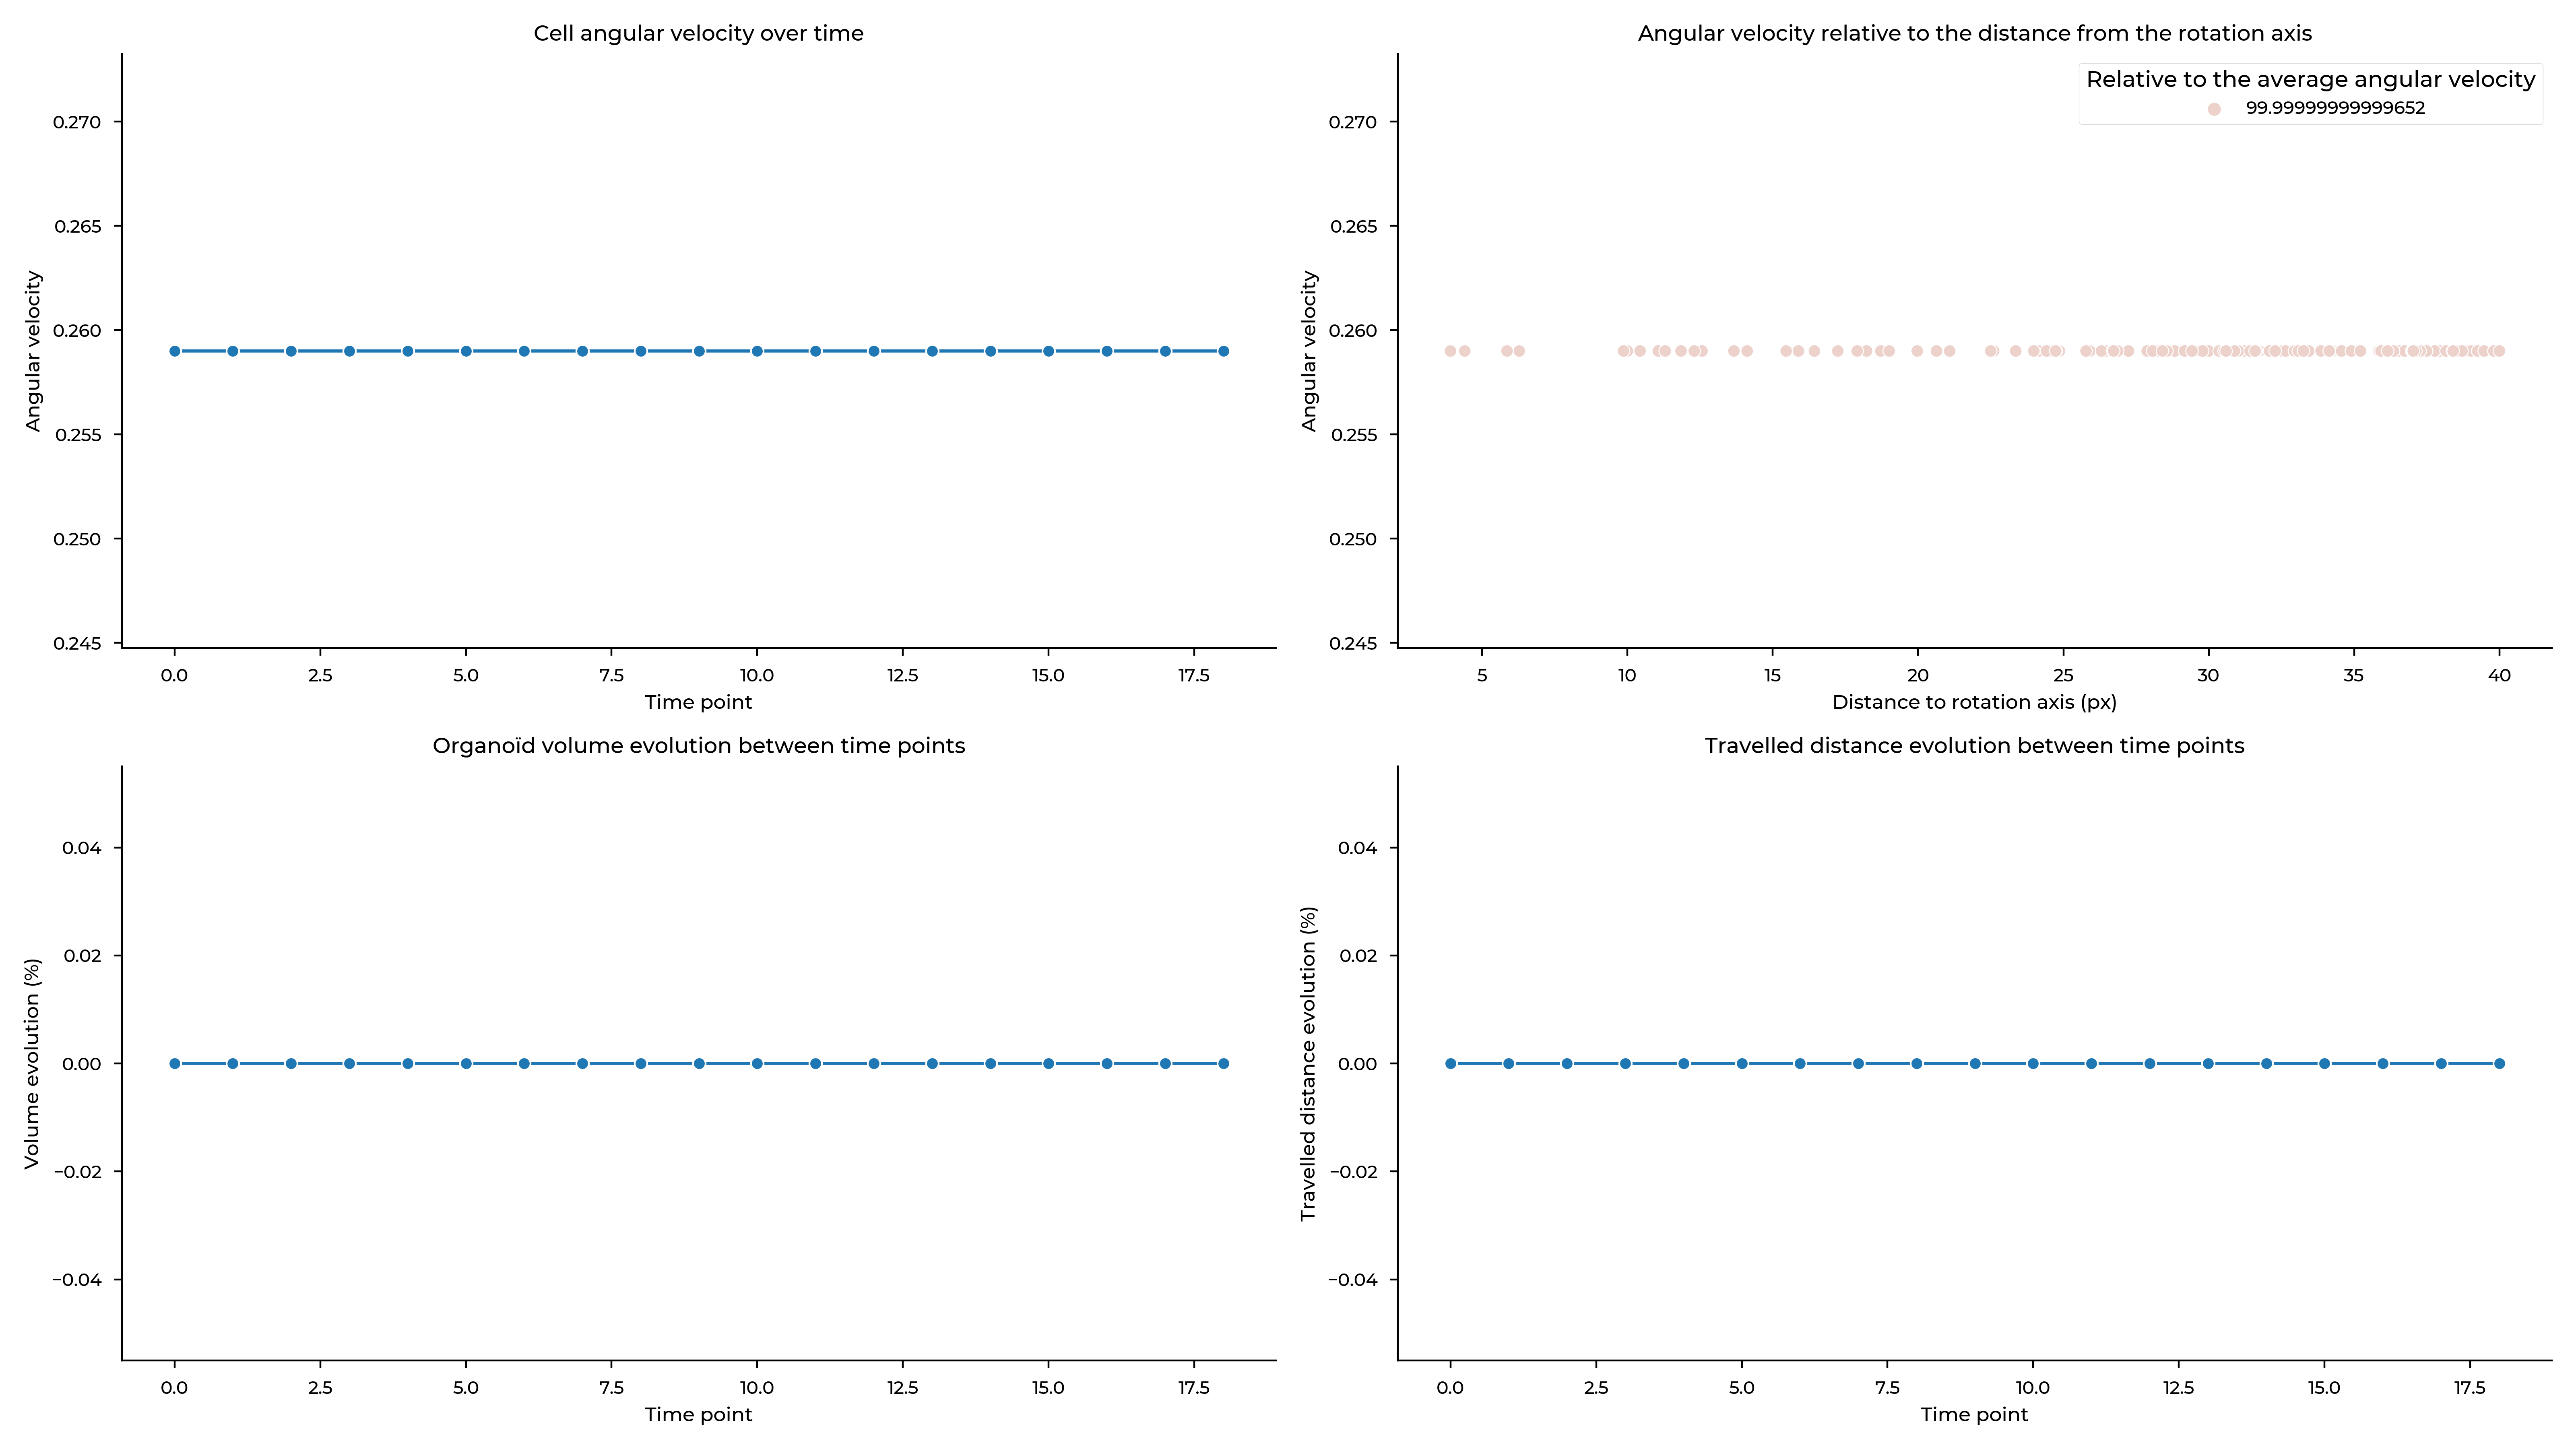 Cell angular velocity over time
Angular velocity
0.270
0.265
0.260
0.255
0.250
0.245
0.0 2.5 5.0 7.5 10.0 12.5 15.0 17.5
Time point
Angular velocity relative to the distance from the rotation axis
Relative to the average angular velocity
99.99999999999652
Angular velocity
0.270
0.265
0.260
0.255
0.250
0.245
5 10 15 20 25 30 35 40
Distance to rotation axis (px)
Organoïd volume evolution between time points
Volume evolution (%)
0.04
0.02
0.00
−0.02
−0.04
0.0 2.5 5.0 7.5 10.0 12.5 15.0 17.5
Time point
Travelled distance evolution between time points
Travelled distance evolution (%)
0.04
0.02
0.00
−0.02
−0.04
0.0 2.5 5.0 7.5 10.0 12.5 15.0 17.5
Time point